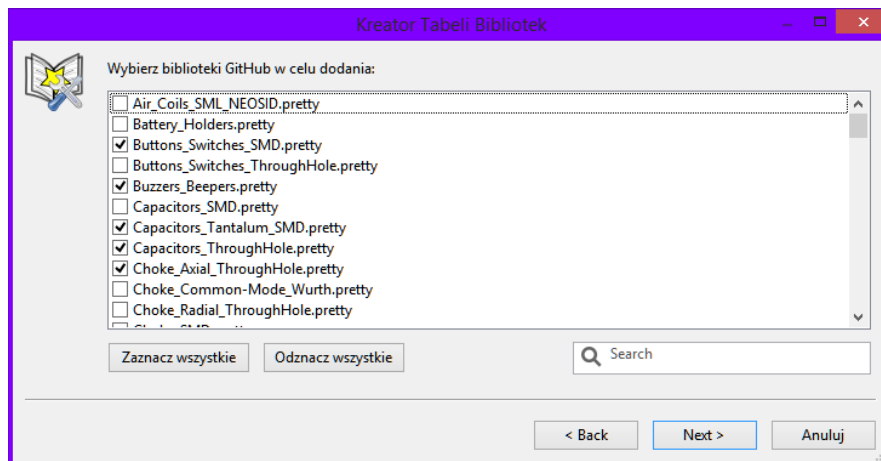 Kreator Tabeli Bibliotek
Wybierz biblioteki GitHub w celu dodania:
Air_Coils_SML_NEOSID.pretty
Battery_Holders.pretty
Buttons_Switches_SMD.pretty
Buttons_Switches_ThroughHole.pretty
Buzzers_Beepers.pretty
Capacitors_SMD.pretty
Capacitors_Tantalum_SMD.pretty
Capacitors_ThroughHole.pretty
Choke_Axial_ThroughHole.pretty
Choke_Common-Mode_Wurth.pretty
Choke_Radial_ThroughHole.pretty
Zaznacz wszystkie Odznacz wszystkie Search
< Back Next > Anuluj